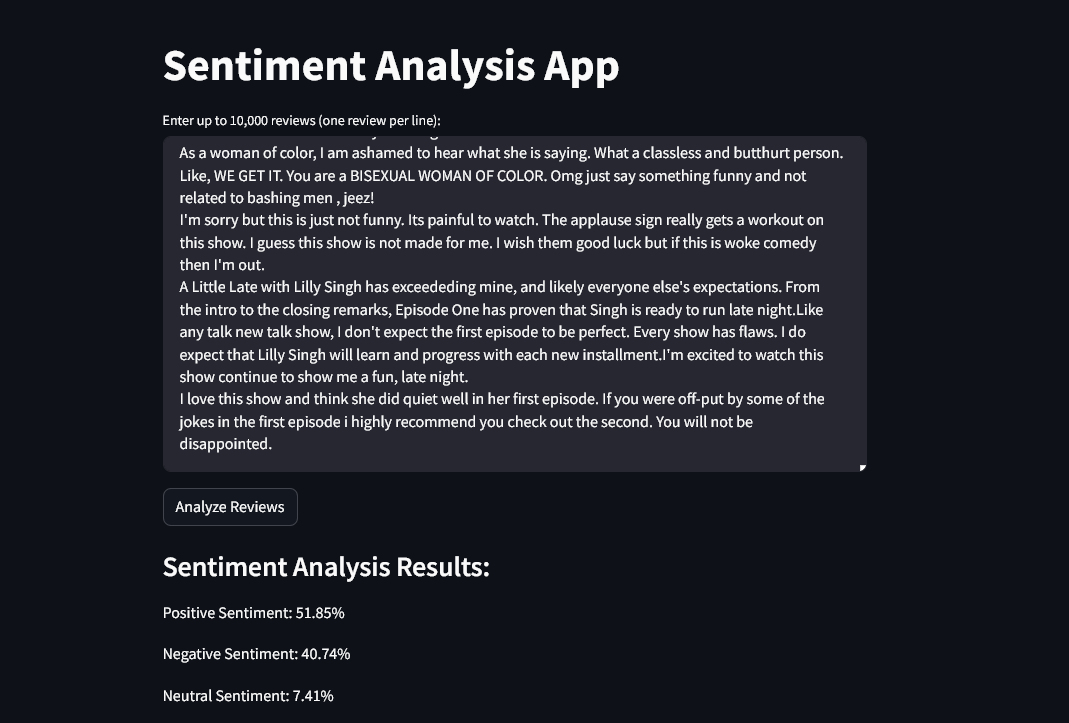 Sentiment Analysis App
Enter up to 10,000 reviews (one review per line):
As a woman of color, I am ashamed to hear what she is saying. What a classless and butthurt person.
Like, WE GET IT. You are a BISEXUAL WOMAN OF COLOR. Omg just say something funny and not
related to bashing men , jeez!
I'm sorry but this is just not funny. Its painful to watch. The applause sign really gets a workout on
this show. I guess this show is not made for me. I wish them good luck but if this is woke comedy
then I'm out.
A Little Late with Lilly Singh has exceededing mine, and likely everyone else's expectations. From
the intro to the closing remarks, Episode One has proven that Singh is ready to run late night.Like
any talk new talk show, I don't expect the first episode to be perfect. Every show has flaws. I do
expect that Lilly Singh will learn and progress with each new installment.I'm excited to watch this
show continue to show me a fun, late night.
I love this show and think she did quiet well in her first episode. If you were off-put by some of the
jokes in the first episode i highly recommend you check out the second. You will not be
disappointed.
Analyze Reviews
Sentiment Analysis Results:
Positive Sentiment: 51.85%
Negative Sentiment: 40.74%
Neutral Sentiment: 7.41%